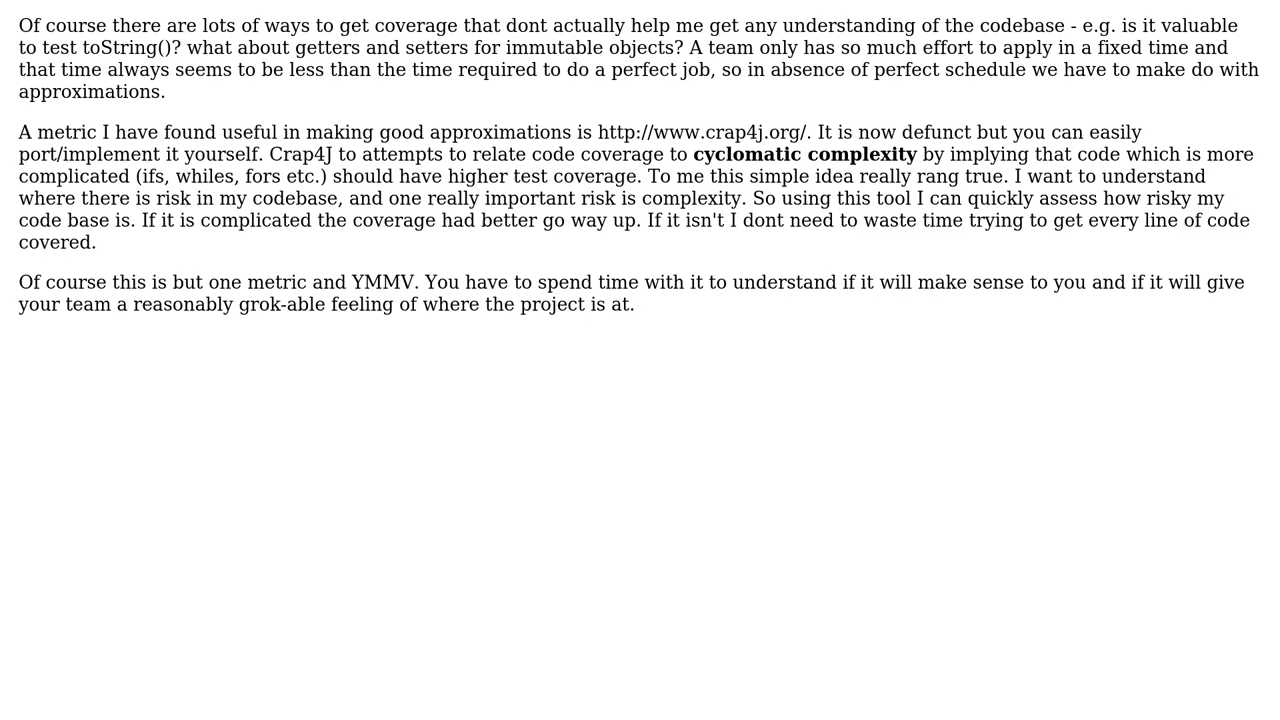 Of course there are lots of ways to get coverage that dont actually help me get any understanding of the codebase - e.g. is it valuable
to test toString()? what about getters and setters for immutable objects? A team only has so much effort to apply in a fixed time and
that time always seems to be less than the time required to do a perfect job, so in absence of perfect schedule we have to make do with
approximations.
A metric I have found useful in making good approximations is http://www.crap4j.org/. It is now defunct but you can easily
port/implement it yourself. Crap4J to attempts to relate code coverage to cyclomatic complexity by implying that code which is more
complicated (ifs, whiles, fors etc.) should have higher test coverage. To me this simple idea really rang true. I want to understand
where there is risk in my codebase, and one really important risk is complexity. So using this tool I can quickly assess how risky my
code base is. If it is complicated the coverage had better go way up. If it isn't I dont need to waste time trying to get every line of code
covered.
Of course this is but one metric and YMMV. You have to spend time with it to understand if it will make sense to you and if it will give
your team a reasonably grok-able feeling of where the project is at.